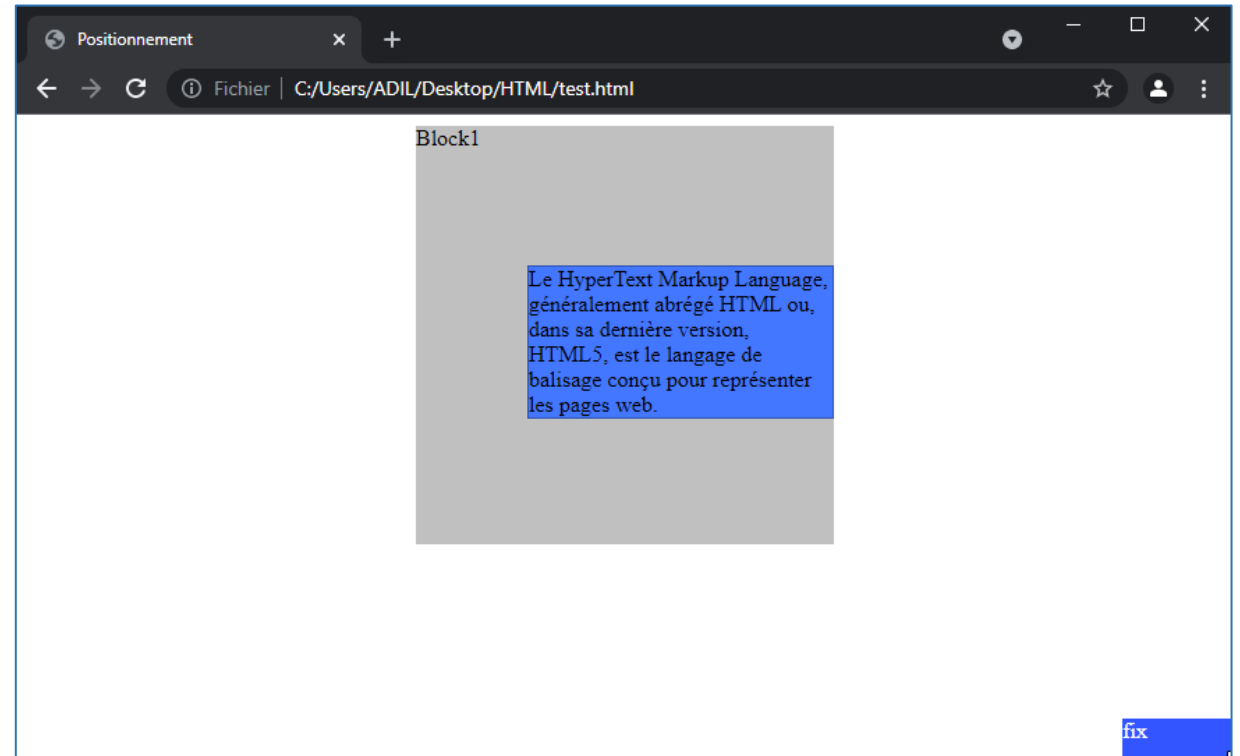 Positionnement
Fichier | C:/Users/ADIL/Desktop/HTML/test.html
Block1
Le HyperText Markup Language,
généralement abrégé HTML ou,
dans sa dernière version,
HTML5, est le langage de
balisage conçu pour représenter
les pages web.
fix